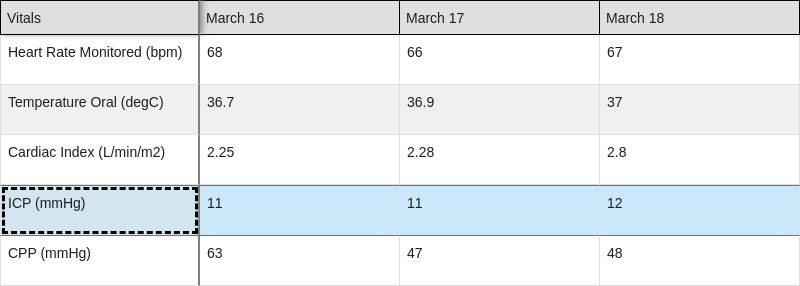 Vitals March 16 March 17 March 18
Heart Rate Monitored (bpm) 68 66 67
Temperature Oral (degC) 36.7 36.9 37
Cardiac Index (L/min/m2) 2.25 2.28 2.8
ICP (mmHg) 11 11 12
CPP (mmHg) 63 47 48